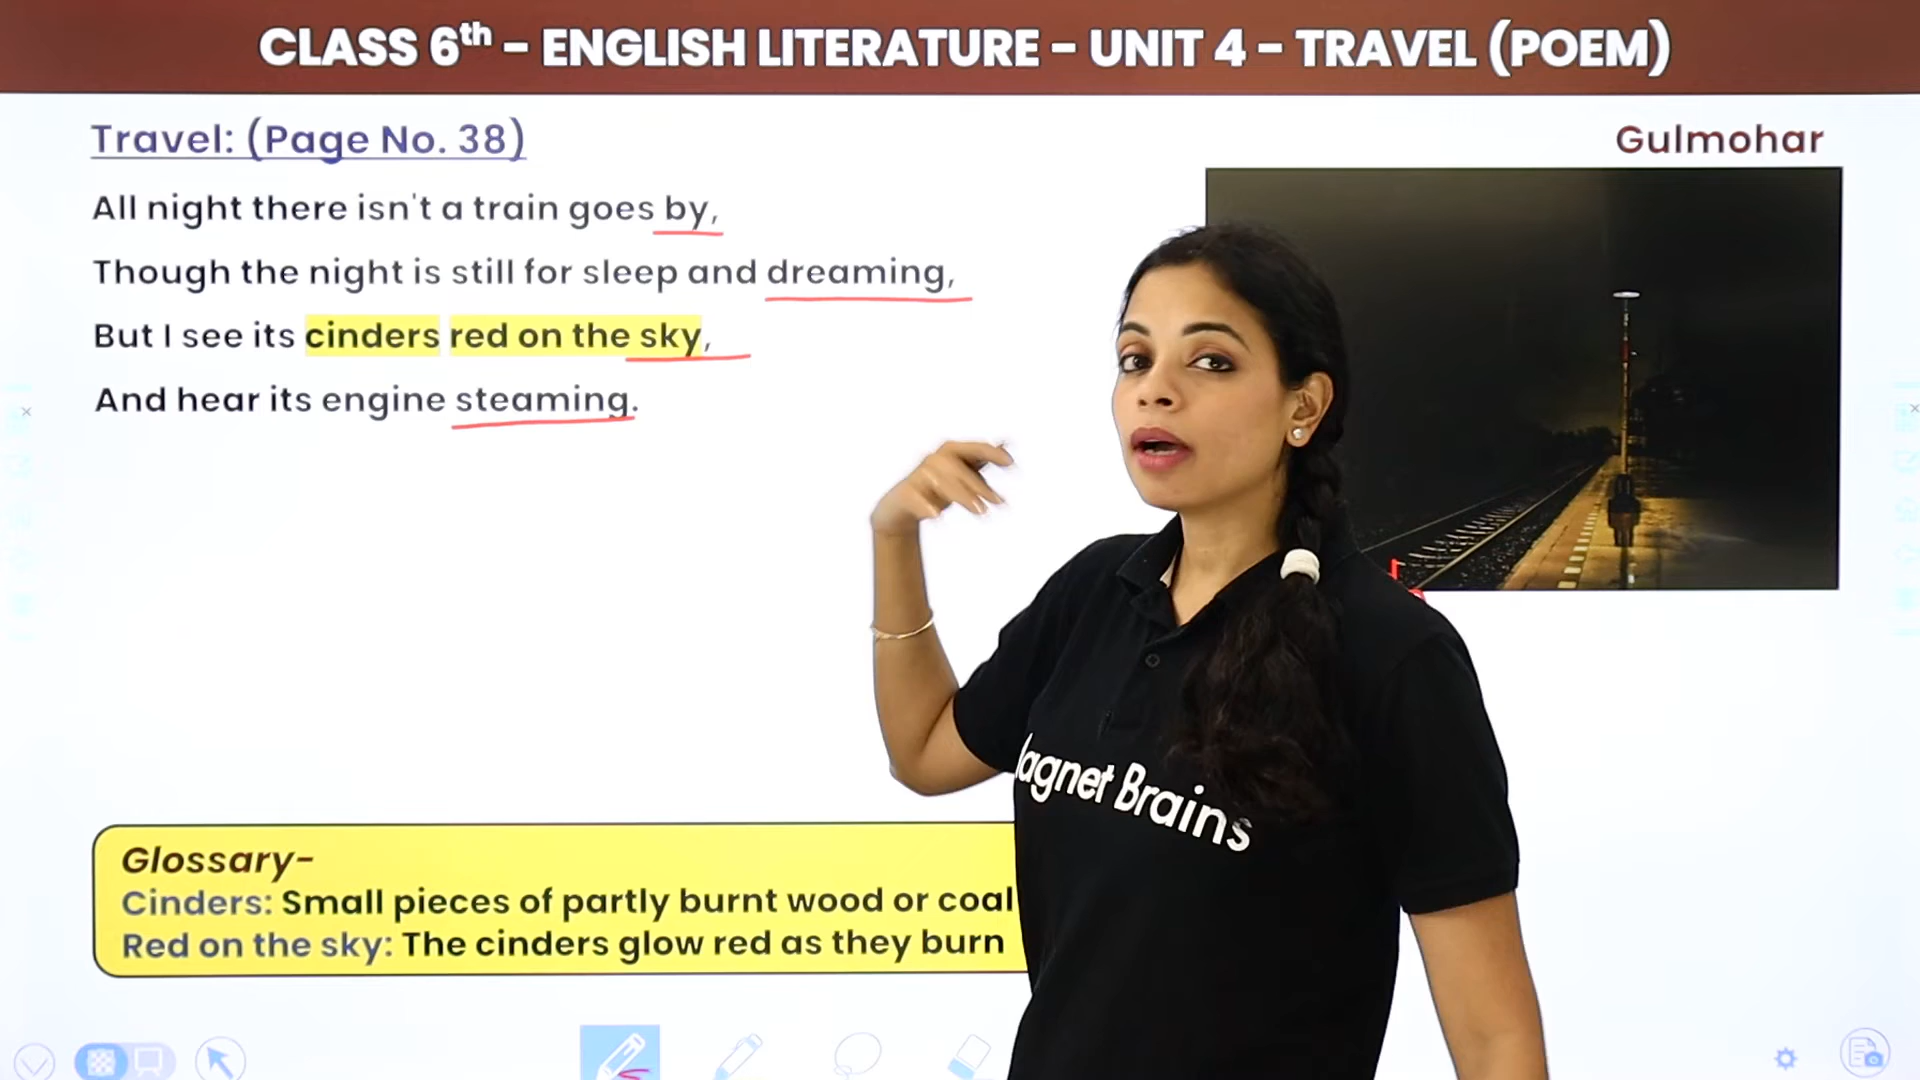 CLASS 6th – ENGLISH LITERATURE – UNIT 4 – TRAVEL (POEM)
Travel: (Page No. 38)
Gulmohar
All night there isn't a train goes by,
Though the night is still for sleep and dreaming,
But I see its cinders red on the sky,
And hear its engine steaming.
agnet Brains
Glossary-
Cinders: Small pieces of partly burnt wood or coal
Red on the sky: The cinders glow red as they burn